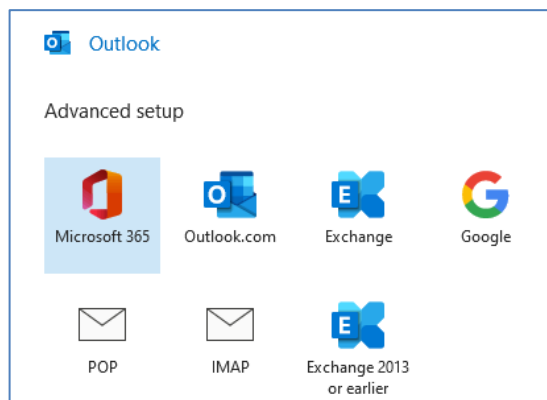 Outlook
Advanced setup
Microsoft 365
Outlook.com
Exchange
Google
POP
IMAP
Exchange 2013
or earlier